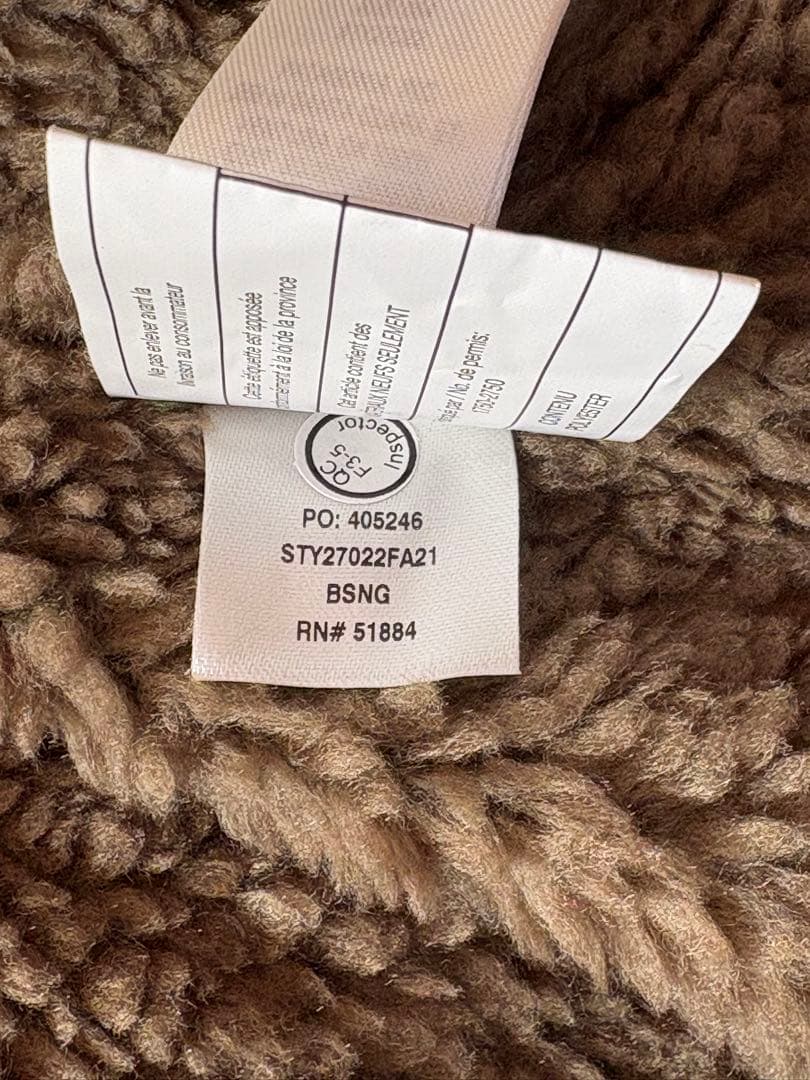 Ne pas enlever avant la
livraison au consommateur
Cette étiquette est apposée
à la loi de la province
Cet article contient des
NEUFS SEULEMENT
par / No. de permis:
CONTENU
POLYESTER
QC
F3-5
Inspector
PO: 405246
STY27022FA21
BSNG
RN# 51884